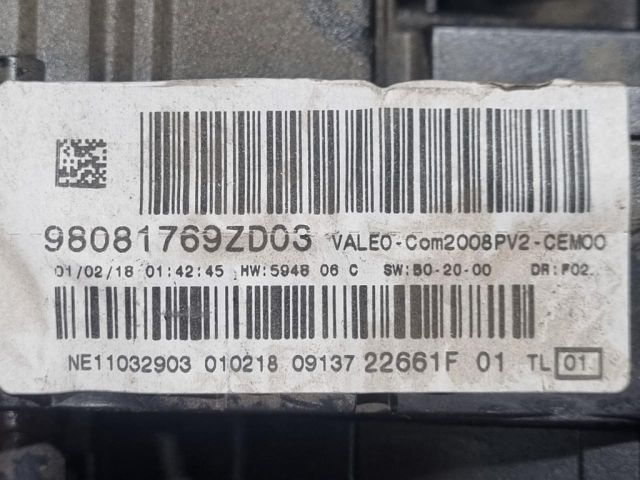 98081769ZD03 VALEO-Com2008PV2-CEM00
01/02/18 01:42:45 HW:5948 06 C SW:B0-20-00 DR:F02.
NE11032903 010218 09137 22661F 01 TL 01